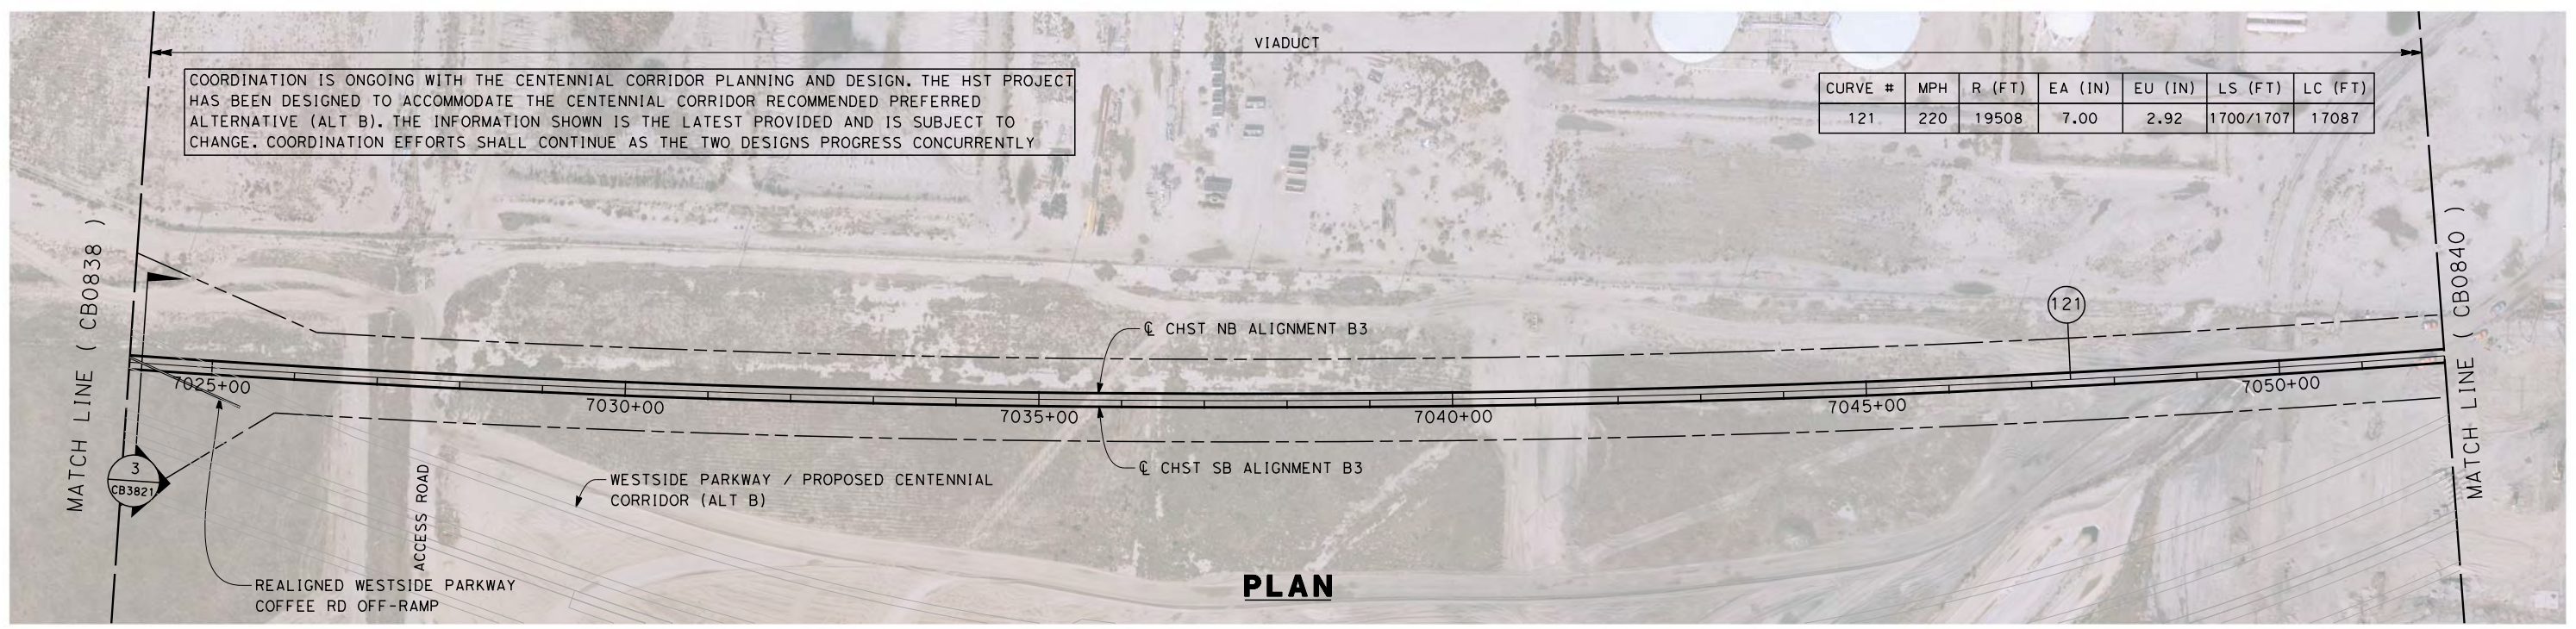 VIADUCT
COORDINATION IS ONGOING WITH THE CENTENNIAL CORRIDOR PLANNING AND DESIGN. THE HST PROJECT
HAS BEEN DESIGNED TO ACCOMMODATE THE CENTENNIAL CORRIDOR RECOMMENDED PREFERRED
ALTERNATIVE (ALT B). THE INFORMATION SHOWN IS THE LATEST PROVIDED AND IS SUBJECT TO
CHANGE. COORDINATION EFFORTS SHALL CONTINUE AS THE TWO DESIGNS PROGRESS CONCURRENTLY
CURVE # MPH R (FT) EA (IN) EU (IN) LS (FT) LC (FT)
121 220 19508 7.00 2.92 1700/1707 17087
MATCH LINE ( CB0838 )
MATCH LINE ( CB0840 )
121
℄ CHST NB ALIGNMENT B3
7025+00
7030+00
7035+00
7040+00
7045+00
7050+00
℄ CHST SB ALIGNMENT B3
3
CB3821
ACCESS ROAD
WESTSIDE PARKWAY / PROPOSED CENTENNIAL
CORRIDOR (ALT B)
REALIGNED WESTSIDE PARKWAY
COFFEE RD OFF-RAMP
PLAN